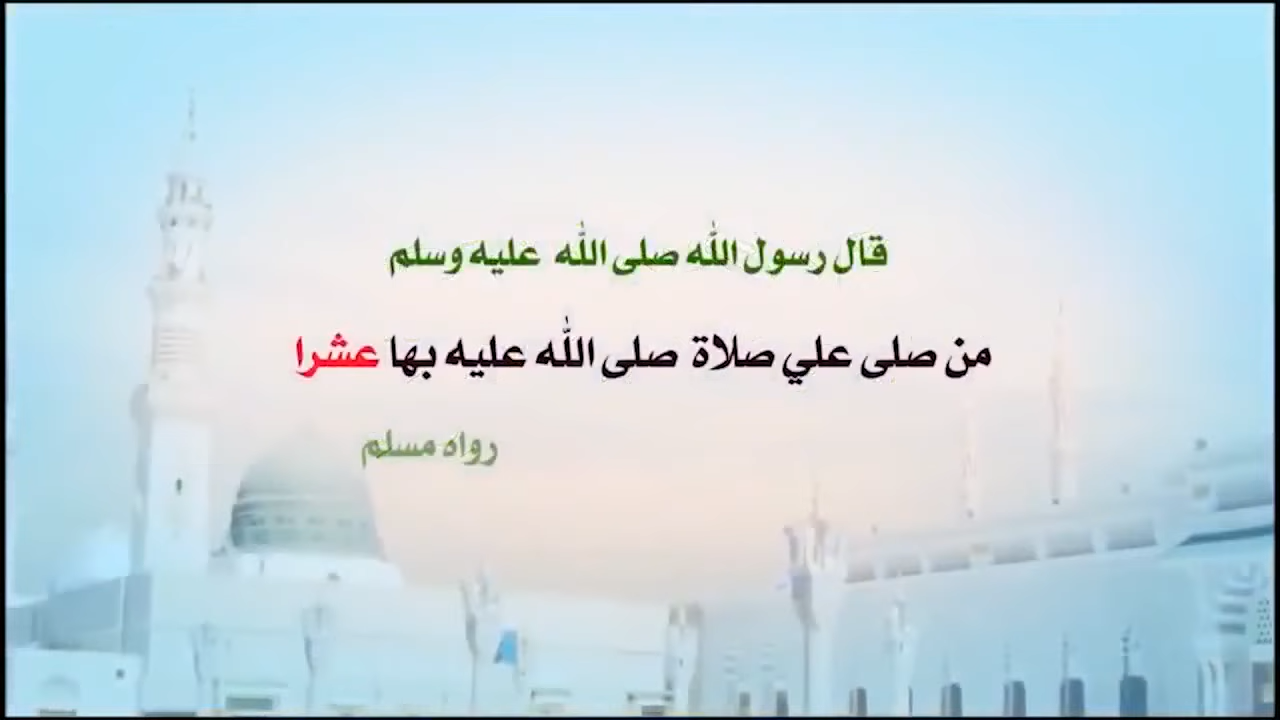 قال رسول الله صلى الله عليه وسلم
من صلى علي صلاة صلى الله عليه بها عشرا
رواه مسلم